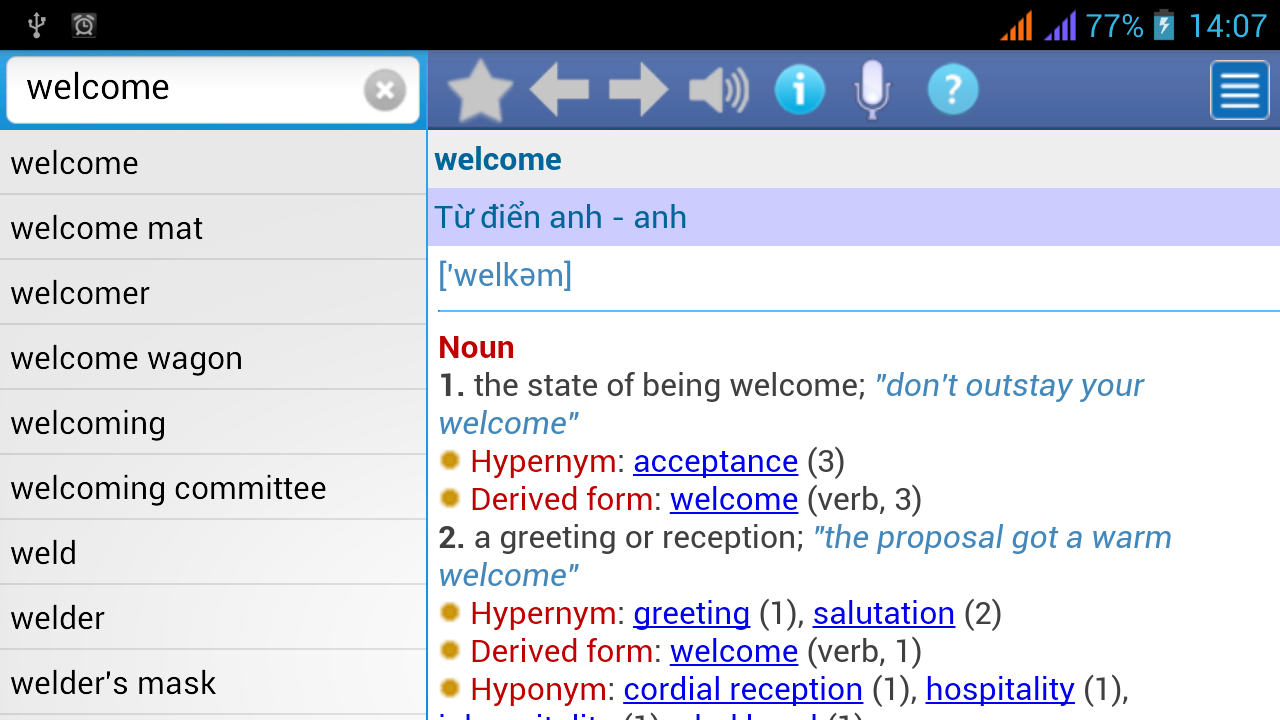 77% 14:07
welcome
welcome
welcome mat
welcomer
welcome wagon
welcoming
welcoming committee
weld
welder
welder's mask
welcome
Từ điển anh - anh
['welkəm]
Noun
1. the state of being welcome; "don't outstay your
welcome"
Hypernym: acceptance (3)
Derived form: welcome (verb, 3)
2. a greeting or reception; "the proposal got a warm
welcome"
Hypernym: greeting (1), salutation (2)
Derived form: welcome (verb, 1)
Hyponym: cordial reception (1), hospitality (1),